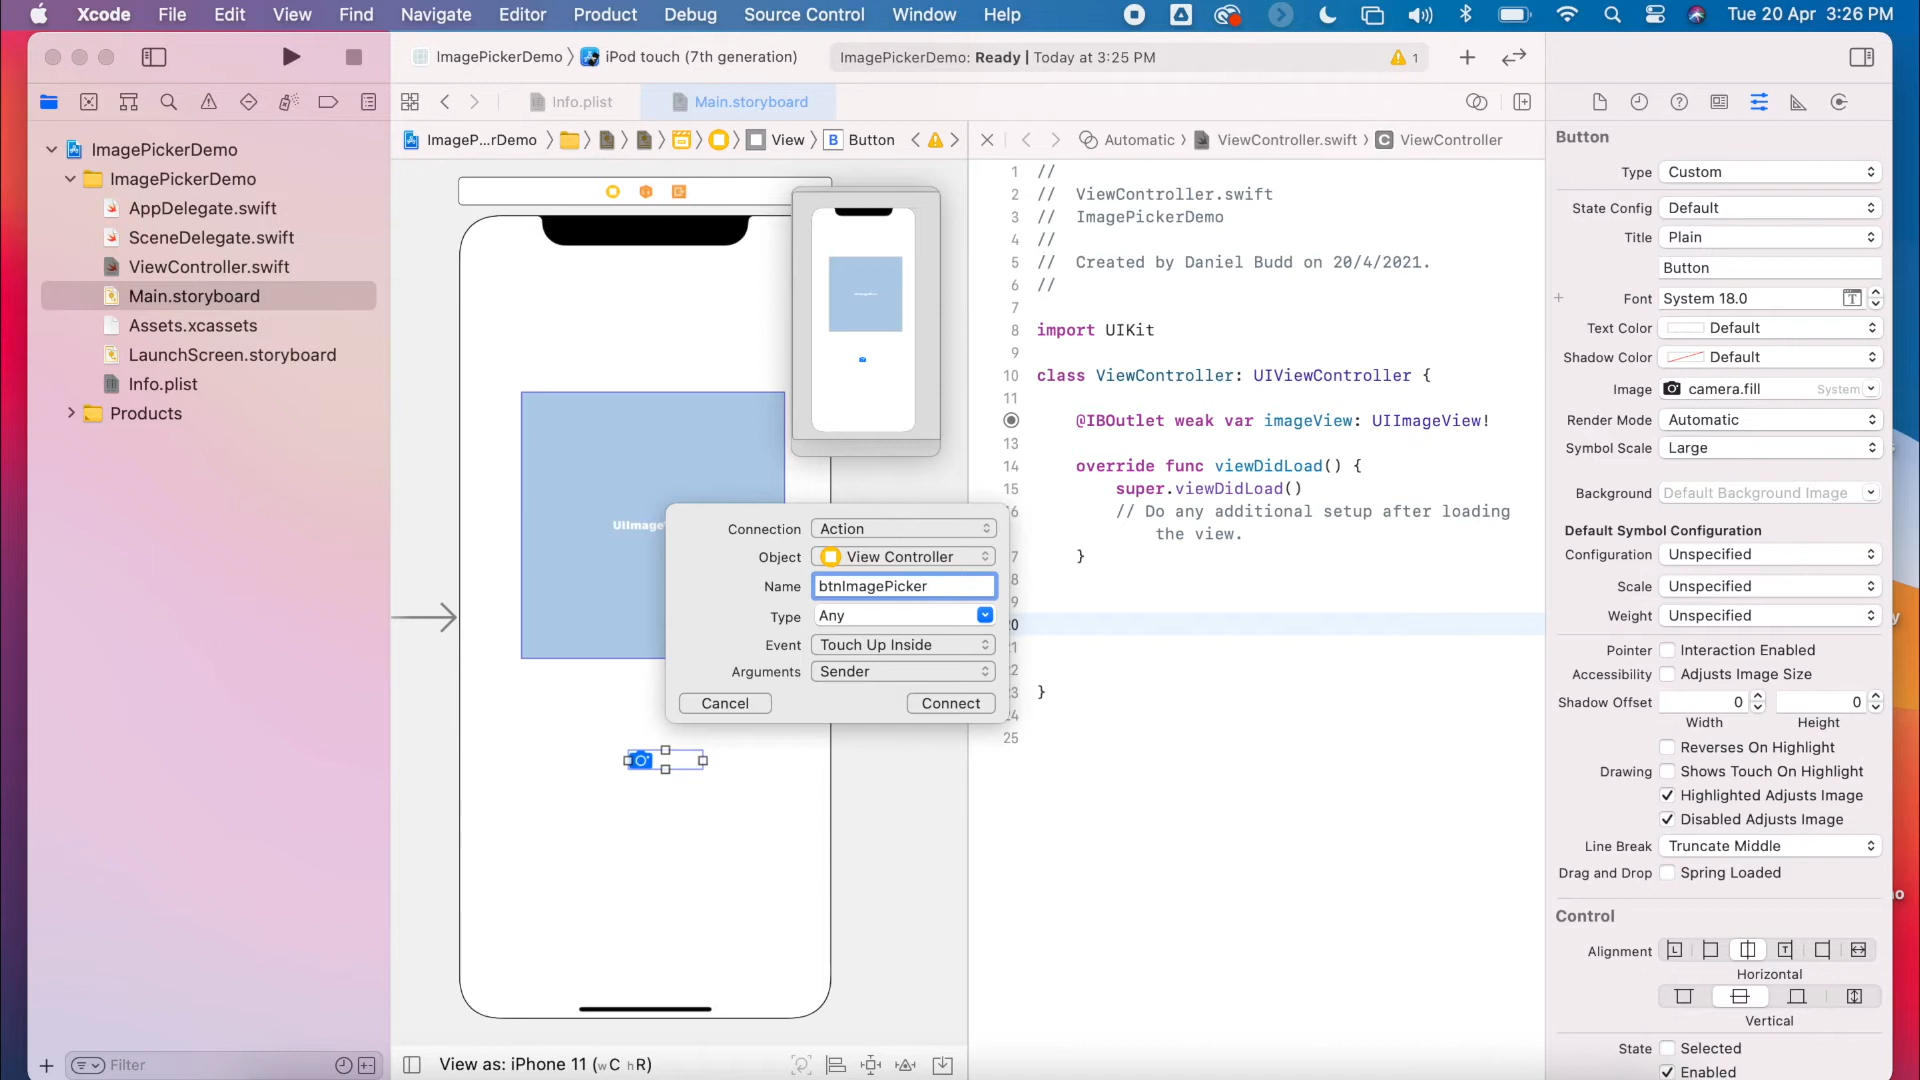 Xcode File Edit View Find Navigate Editor Product Debug Source Control Window Help Tue 20 Apr 3:26 PM
ImagePickerDemo iPod touch (7th generation) ImagePickerDemo: Ready | Today at 3:25 PM 1
Info.plist Main.storyboard
ImageP...rDemo View B Button Automatic ViewController.swift C ViewController
ImagePickerDemo
ImagePickerDemo
AppDelegate.swift
SceneDelegate.swift
ViewController.swift
Main.storyboard
Assets.xcassets
LaunchScreen.storyboard
Info.plist
Products
Filter
UIImage
Connection Action
Object View Controller
Name btnImagePicker
Type Any
Event Touch Up Inside
Arguments Sender
Cancel Connect
View as: iPhone 11 (wC hR)
1 //
2 // ViewController.swift
3 // ImagePickerDemo
4 //
5 // Created by Daniel Budd on 20/4/2021.
6 //
7
8 import UIKit
9
10 class ViewController: UIViewController {
11
@IBOutlet weak var imageView: UIImageView!
13
14 override func viewDidLoad() {
15 super.viewDidLoad()
6 // Do any additional setup after loading
the view.
7 }
8
9
0
1
2
3 }
4
25
Button
Type Custom
State Config Default
Title Plain
Button
Font System 18.0
Text Color Default
Shadow Color Default
Image camera.fill System
Render Mode Automatic
Symbol Scale Large
Background Default Background Image
Default Symbol Configuration
Configuration Unspecified
Scale Unspecified
Weight Unspecified
Pointer Interaction Enabled
Accessibility Adjusts Image Size
Shadow Offset 0 0
Width Height
Reverses On Highlight
Drawing Shows Touch On Highlight
Highlighted Adjusts Image
Disabled Adjusts Image
Line Break Truncate Middle
Drag and Drop Spring Loaded
Control
Alignment
Horizontal
Vertical
State Selected
Enabled